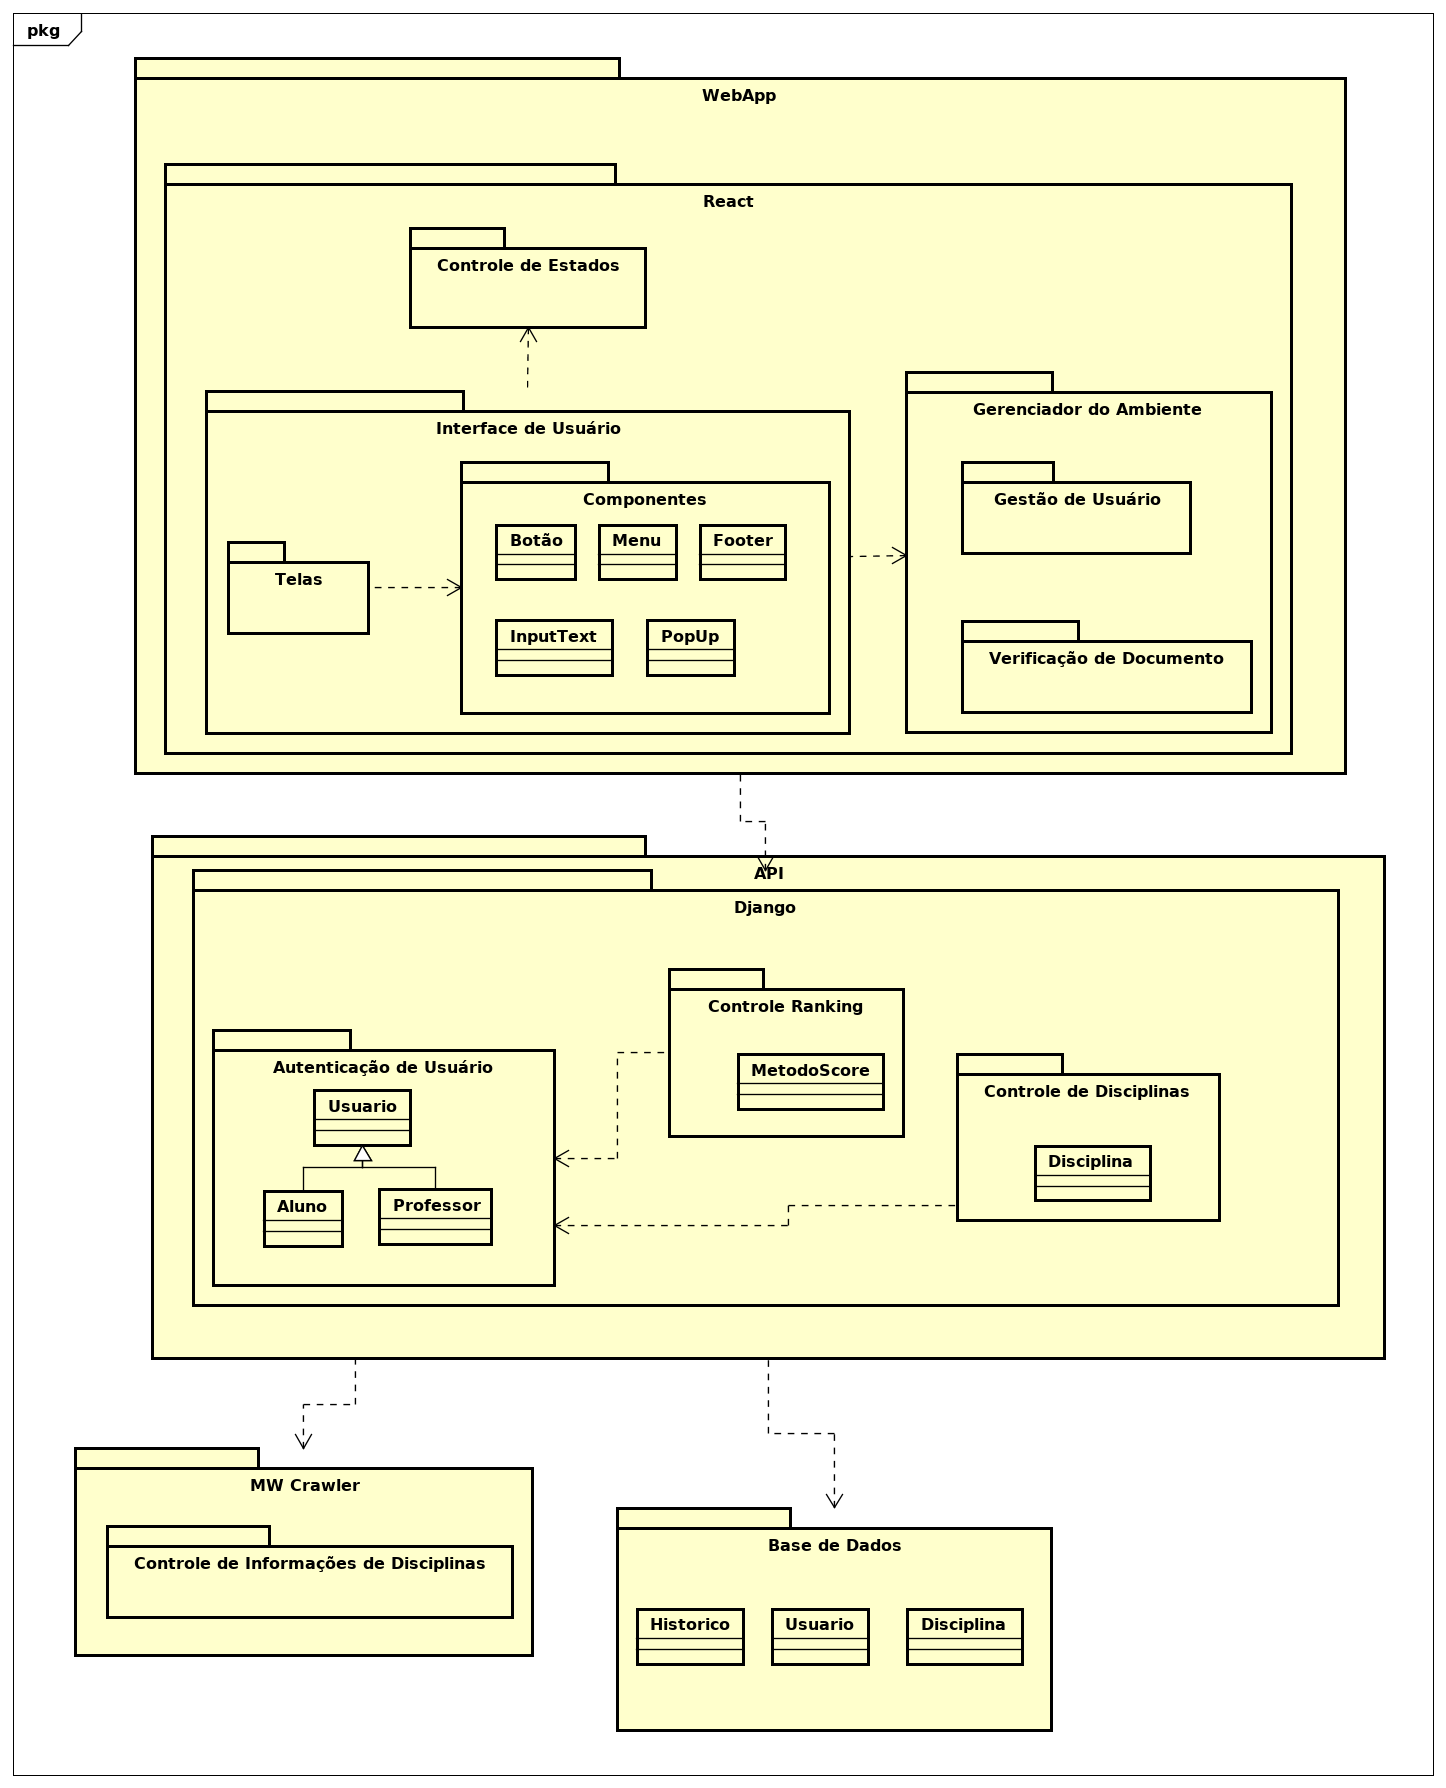 pkg
WebApp
React
Controle de Estados
Interface de Usuário
Gerenciador do Ambiente
Componentes
Gestão de Usuário
Botão
Menu
Footer
Telas
InputText
PopUp
Verificação de Documento
API
Django
Controle Ranking
Autenticação de Usuário
MetodoScore
Controle de Disciplinas
Usuario
Disciplina
Aluno
Professor
MW Crawler
Controle de Informações de Disciplinas
Base de Dados
Historico
Usuario
Disciplina